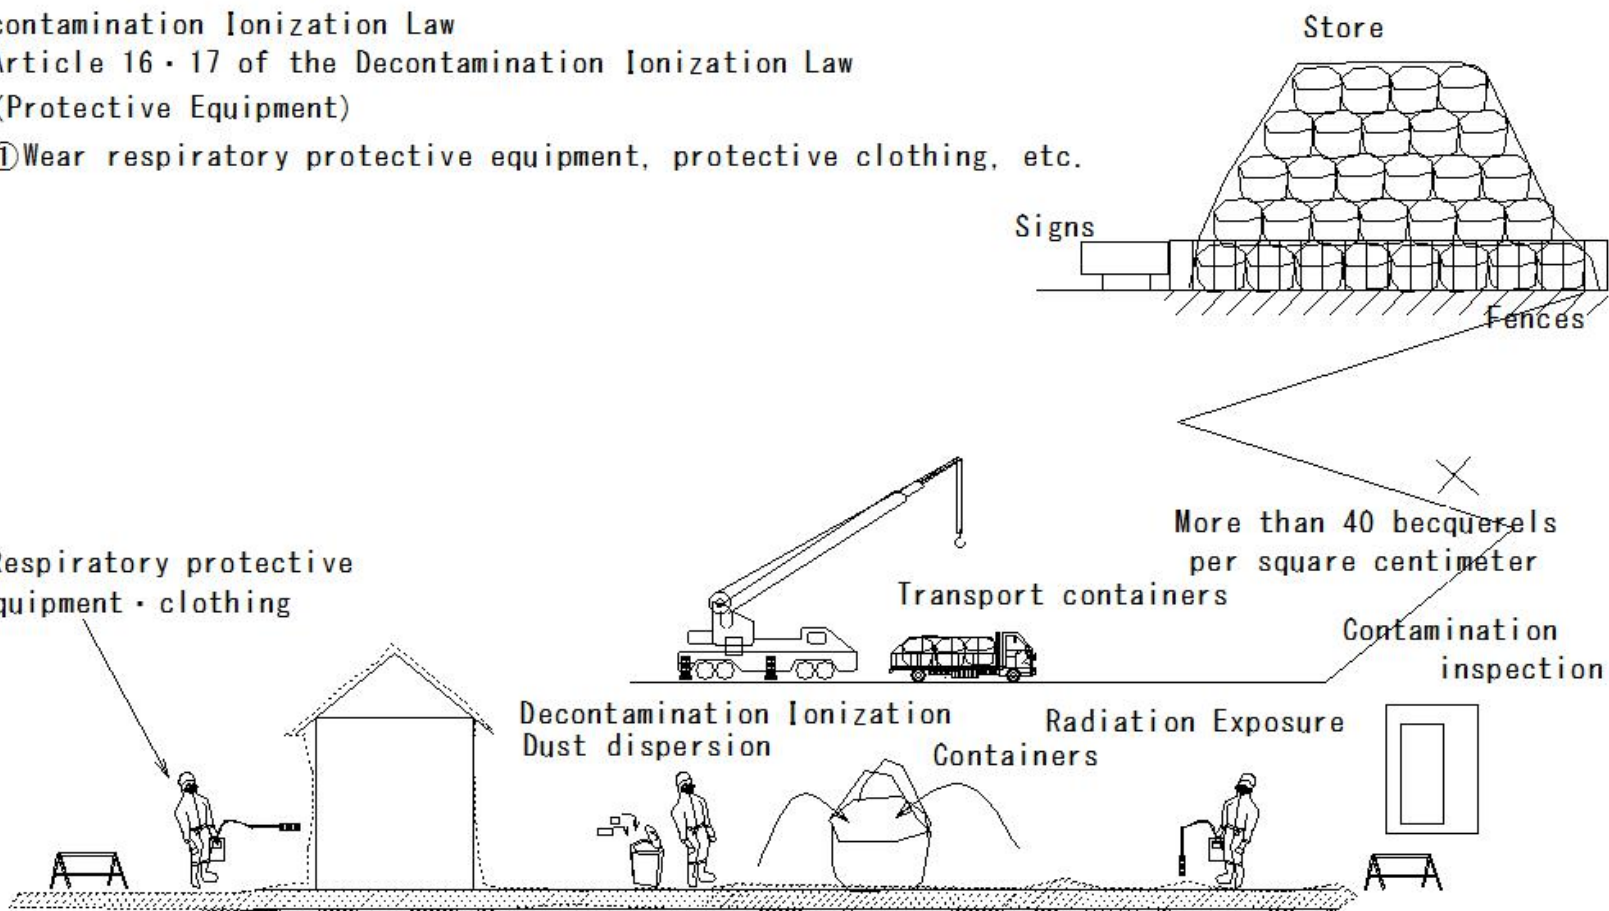 contamination Ionization Law
Article 16・17 of the Decontamination Ionization Law
(Protective Equipment)
①Wear respiratory protective equipment, protective clothing, etc.
Store
Signs
Fences
More than 40 becquerels
per square centimeter
Respiratory protective
equipment・clothing
Transport containers
Contamination
inspection
Decontamination Ionization
Dust dispersion
Radiation Exposure
Containers